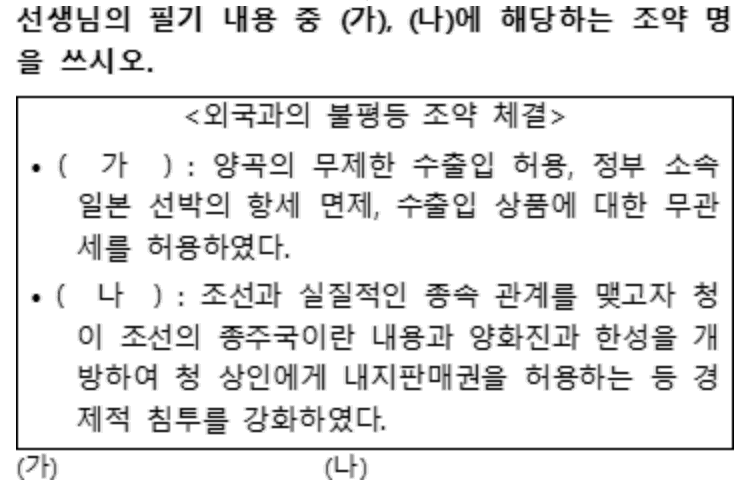 선생님의 필기 내용 중 (가), (나)에 해당하는 조약 명
을 쓰시오.
<외국과의 불평등 조약 체결>
• ( 가 ) : 양곡의 무제한 수출입 허용, 정부 소속
일본 선박의 항세 면제, 수출입 상품에 대한 무관
세를 허용하였다.
• ( 나 ) : 조선과 실질적인 종속 관계를 맺고자 청
이 조선의 종주국이란 내용과 양화진과 한성을 개
방하여 청 상인에게 내지판매권을 허용하는 등 경
제적 침투를 강화하였다.
(가) (나)